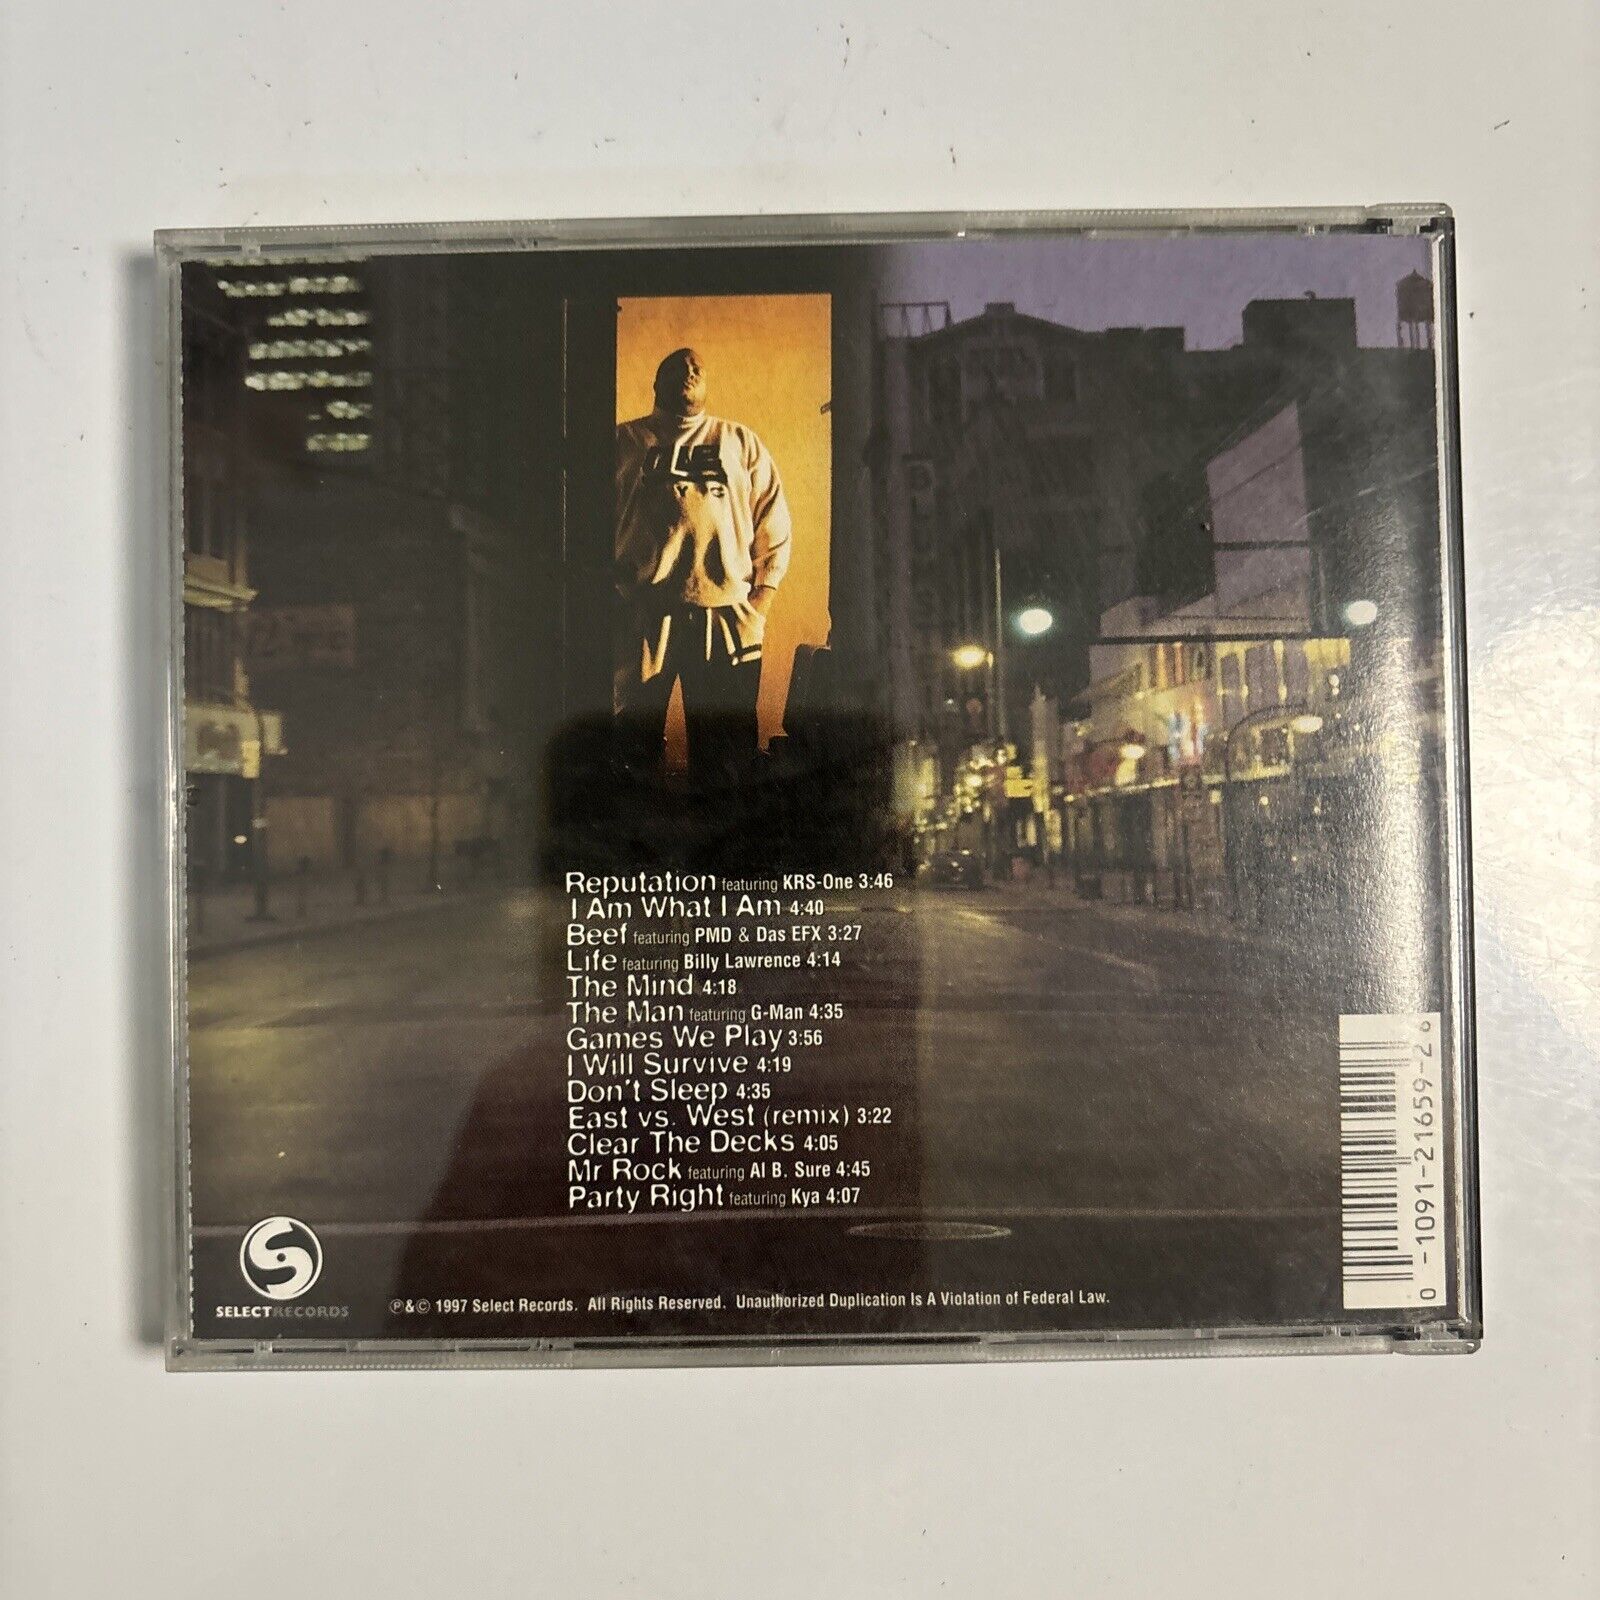 Reputation featuring KRS-One 3:46
I Am What I Am 4:40
Beef featuring PMD & Das EFX 3:27
Life featuring Billy Lawrence 4:14
The Mind 4:18
The Man featuring G-Man 4:35
Games We Play 3:56
I Will Survive 4:19
Don't Sleep 4:35
East vs. West (remix) 3:22
Clear The Decks 4:05
Mr Rock featuring Al B. Sure 4:45
Party Right featuring Kya 4:07
SELECTRECORDS
℗&© 1997 Select Records. All Rights Reserved. Unauthorized Duplication Is A Violation of Federal Law.
0 -1091-21659-2 6